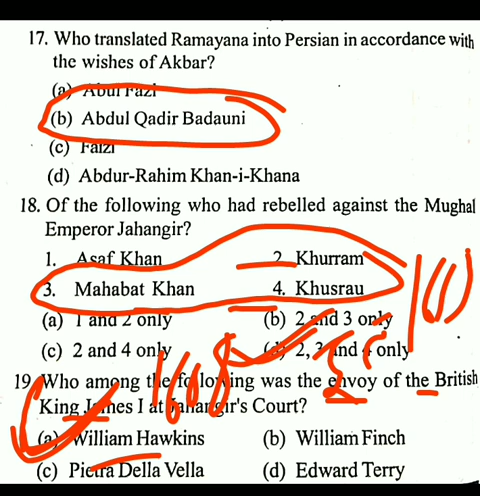 17. Who translated Ramayana into Persian in accordance with
the wishes of Akbar?
(a) Abul Fazl
(b) Abdul Qadir Badauni
(c) Faizi
(d) Abdur-Rahim Khan-i-Khana
18. Of the following who had rebelled against the Mughal
Emperor Jahangir?
1. Asaf Khan 2. Khurram
3. Mahabat Khan 4. Khusrau
(a) 1 and 2 only (b) 2 and 3 only
(c) 2 and 4 only (d) 2, 3 and 4 only
19. Who among the following was the envoy of the British
King James I at Jahangir's Court?
(a) William Hawkins (b) William Finch
(c) Pietra Della Vella (d) Edward Terry
1608